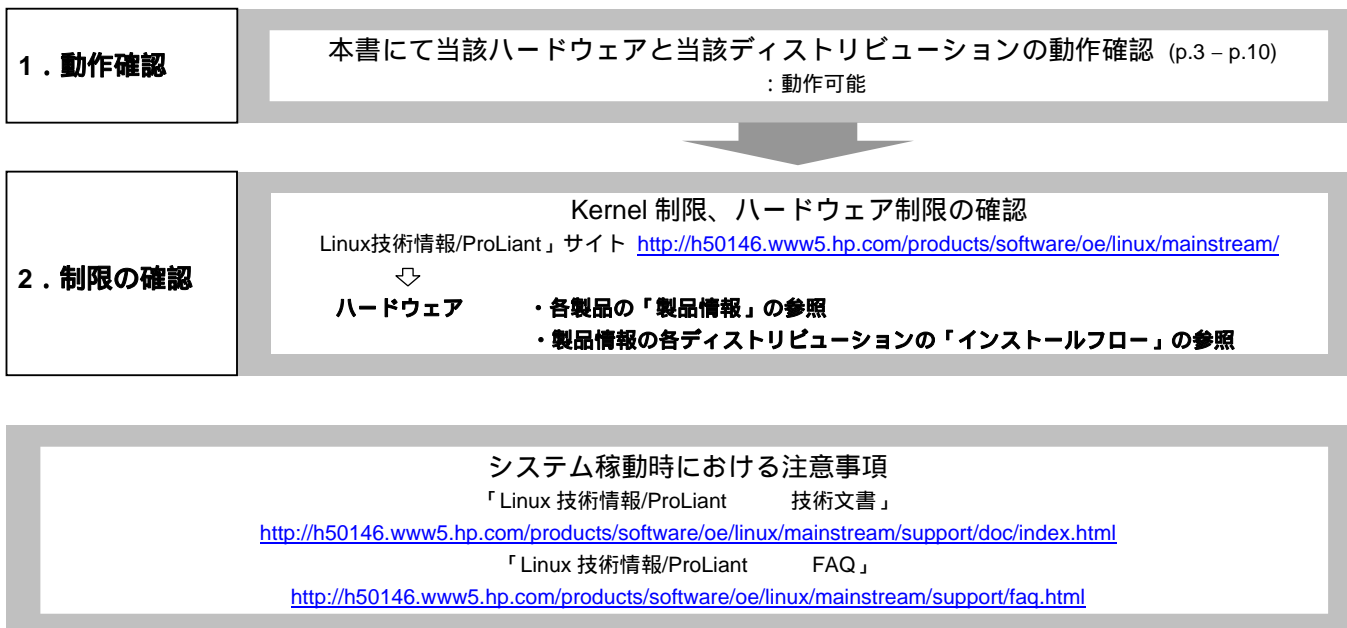 1．動作確認
本書にて当該ハードウェアと当該ディストリビューションの動作確認 (p.3 – p.10)
：動作可能
2．制限の確認
Kernel 制限、ハードウェア制限の確認
Linux技術情報/ProLiant」サイト http://h50146.www5.hp.com/products/software/oe/linux/mainstream/
ハードウェア ・各製品の「製品情報」の参照
・製品情報の各ディストリビューションの「インストールフロー」の参照
システム稼動時における注意事項
「Linux 技術情報/ProLiant 技術文書」
http://h50146.www5.hp.com/products/software/oe/linux/mainstream/support/doc/index.html
「Linux 技術情報/ProLiant FAQ」
http://h50146.www5.hp.com/products/software/oe/linux/mainstream/support/faq.html